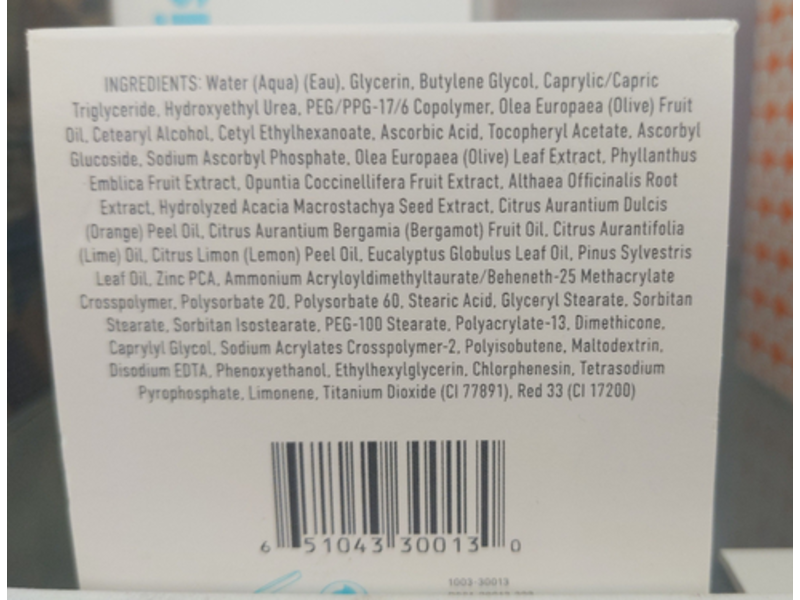 INGREDIENTS: Water (Aqua) (Eau), Glycerin, Butylene Glycol, Caprylic/Capric
Triglyceride, Hydroxyethyl Urea, PEG/PPG-17/6 Copolymer, Olea Europaea (Olive) Fruit
Oil, Cetearyl Alcohol, Cetyl Ethylhexanoate, Ascorbic Acid, Tocopheryl Acetate, Ascorbyl
Glucoside, Sodium Ascorbyl Phosphate, Olea Europaea (Olive) Leaf Extract, Phyllanthus
Emblica Fruit Extract, Opuntia Coccinellifera Fruit Extract, Althaea Officinalis Root
Extract, Hydrolyzed Acacia Macrostachya Seed Extract, Citrus Aurantium Dulcis
(Orange) Peel Oil, Citrus Aurantium Bergamia (Bergamot) Fruit Oil, Citrus Aurantifolia
(Lime) Oil, Citrus Limon (Lemon) Peel Oil, Eucalyptus Globulus Leaf Oil, Pinus Sylvestris
Leaf Oil, Zinc PCA, Ammonium Acryloyldimethyltaurate/Beheneth-25 Methacrylate
Crosspolymer, Polysorbate 20, Polysorbate 60, Stearic Acid, Glyceryl Stearate, Sorbitan
Stearate, Sorbitan Isostearate, PEG-100 Stearate, Polyacrylate-13, Dimethicone,
Caprylyl Glycol, Sodium Acrylates Crosspolymer-2, Polyisobutene, Maltodextrin,
Disodium EDTA, Phenoxyethanol, Ethylhexylglycerin, Chlorphenesin, Tetrasodium
Pyrophosphate, Limonene, Titanium Dioxide (CI 77891), Red 33 (CI 17200)
6 51043 30013 0
1003-30013